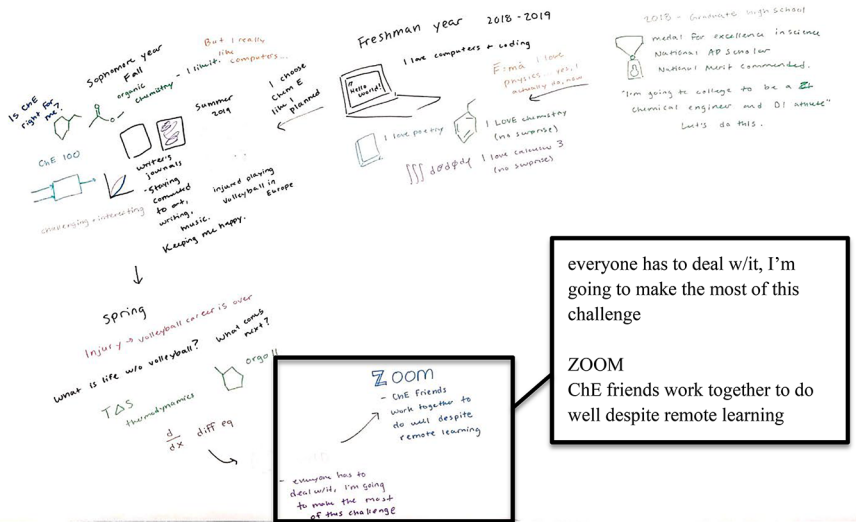 2018 - Graduate high school
medal for excellence in science
National AP Scholar
National Merit Commended.
"I'm going to college to be a
chemical engineer and D1 athlete"
Let's do this.
Freshman year 2018-2019
I love computers + coding
"Hello
World!"
F=ma I love
physics... yes, I
actually do, now
I love poetry
I LOVE chemistry
(no surprise)
∭ dθdφdρ I love calculus 3
(no surprise)
I choose
Chem E
like I
planned
Summer
2019
writer's
journals
- Staying
connected
to art,
writing,
music.
Keeping me happy.
injured playing
volleyball in
Europe
Sophomore year
Fall
But I really
like
computers...
organic
chemistry - I like it.
Is ChE
right for
me?
ChE 100
challenging + interesting
Spring
Injury → volleyball career is over
What is life w/o volleyball?
What comes
next?
orgo II
TΔS
thermodynamics
d/dx diff eq
- everyone has to
deal w/it, I'm going
to make the most
of this challenge
ZOOM
- ChE friends
work together to
do well despite
remote learning
everyone has to deal w/it, I'm
going to make the most of this
challenge
ZOOM
ChE friends work together to do
well despite remote learning